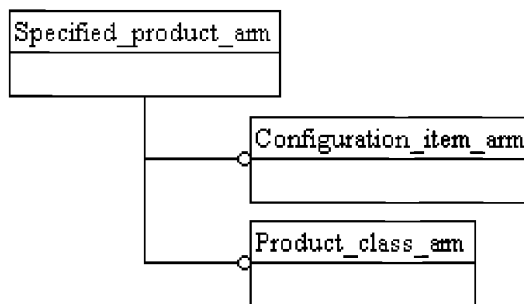 Specified_product_arm
Configuration_item_arm
Product_class_arm